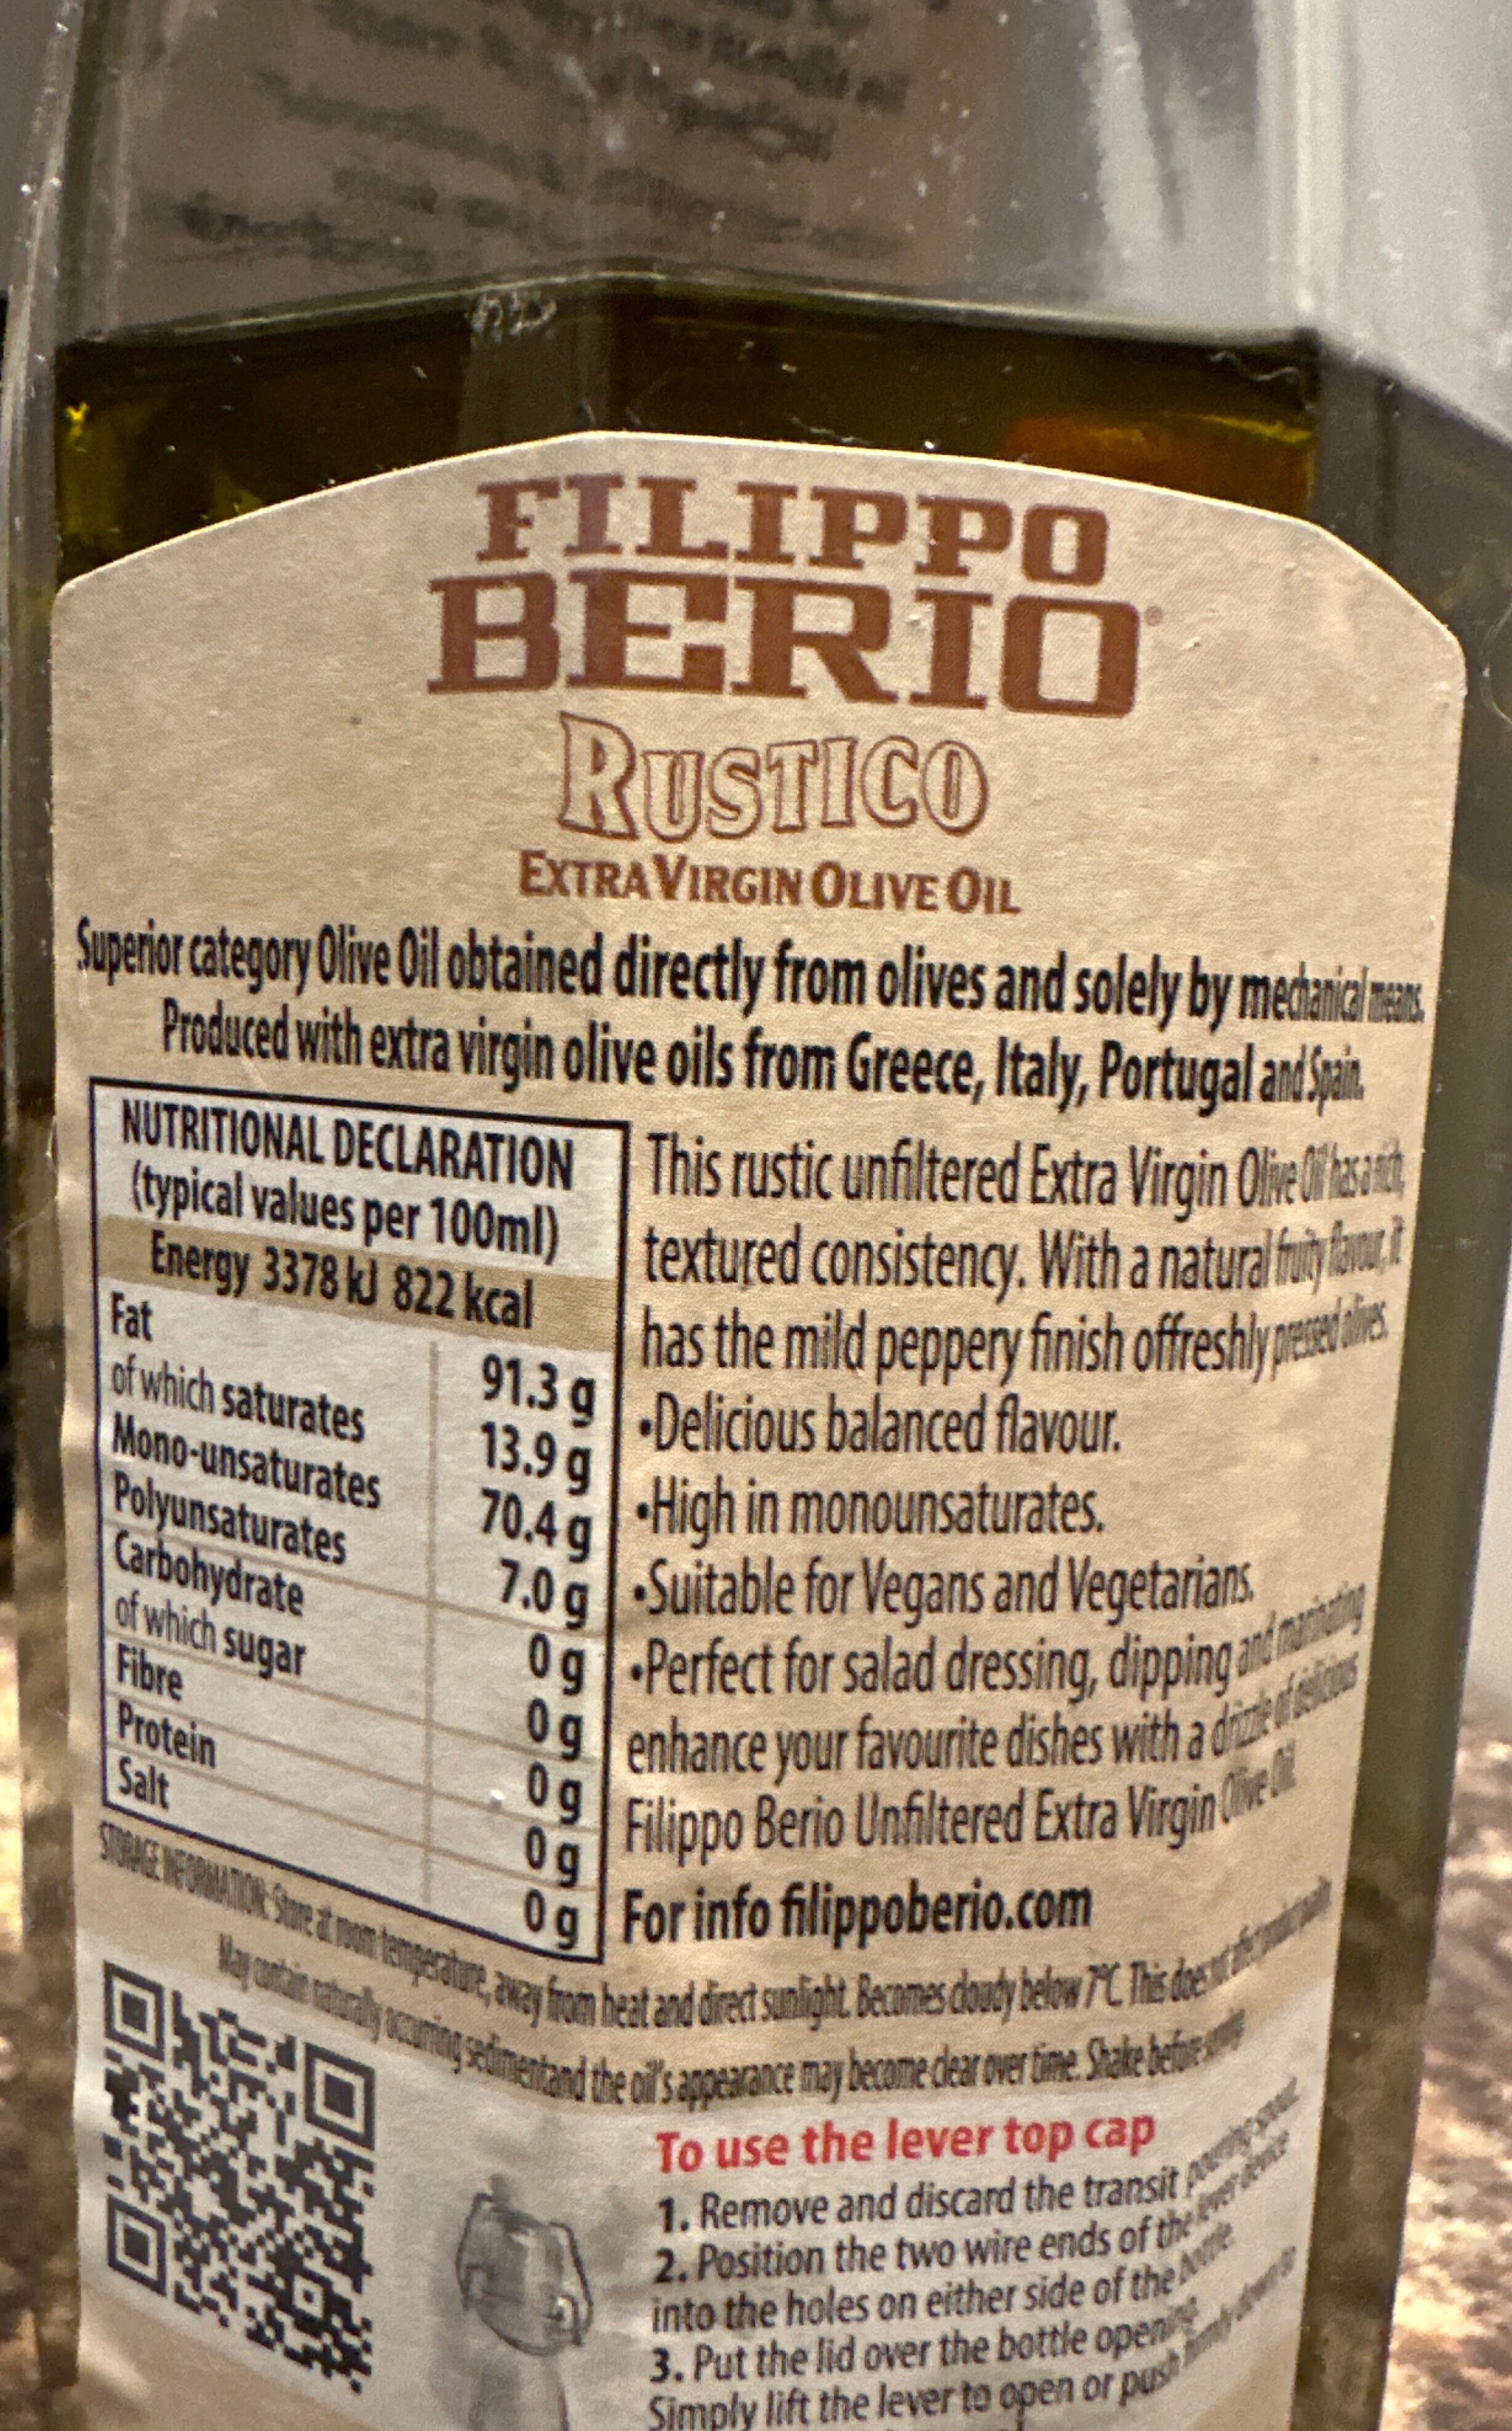 FILIPPO
BERIO®
RUSTICO
EXTRA VIRGIN OLIVE OIL
Superior category Olive Oil obtained directly from olives and solely by mechanical means.
Produced with extra virgin olive oils from Greece, Italy, Portugal and Spain.
NUTRITIONAL DECLARATION
(typical values per 100ml)
Energy 3378 kJ 822 kcal
Fat 91.3 g
of which saturates 13.9 g
Mono-unsaturates 70.4 g
Polyunsaturates 7.0 g
Carbohydrate 0 g
of which sugar 0 g
Fibre 0 g
Protein 0 g
Salt 0 g
This rustic unfiltered Extra Virgin Olive Oil has a rich,
textured consistency. With a natural fruity flavour, it
has the mild peppery finish offreshly pressed olives.
•Delicious balanced flavour.
•High in monounsaturates.
•Suitable for Vegans and Vegetarians.
•Perfect for salad dressing, dipping and marinating
enhance your favourite dishes with a drizzle of delicious
Filippo Berio Unfiltered Extra Virgin Olive Oil.
For info filippoberio.com
STORAGE INFORMATION: Store at room temperature, away from heat and direct sunlight. Becomes cloudy below 7°C. This does not affect product
May contain naturally occurring sedimentand the oil's appearance may become clear over time. Shake before
To use the lever top cap
1. Remove and discard the transit pouring spout.
2. Position the two wire ends of the lever device
into the holes on either side of the bottle.
3. Put the lid over the bottle opening.
Simply lift the lever to open or push firmly down to